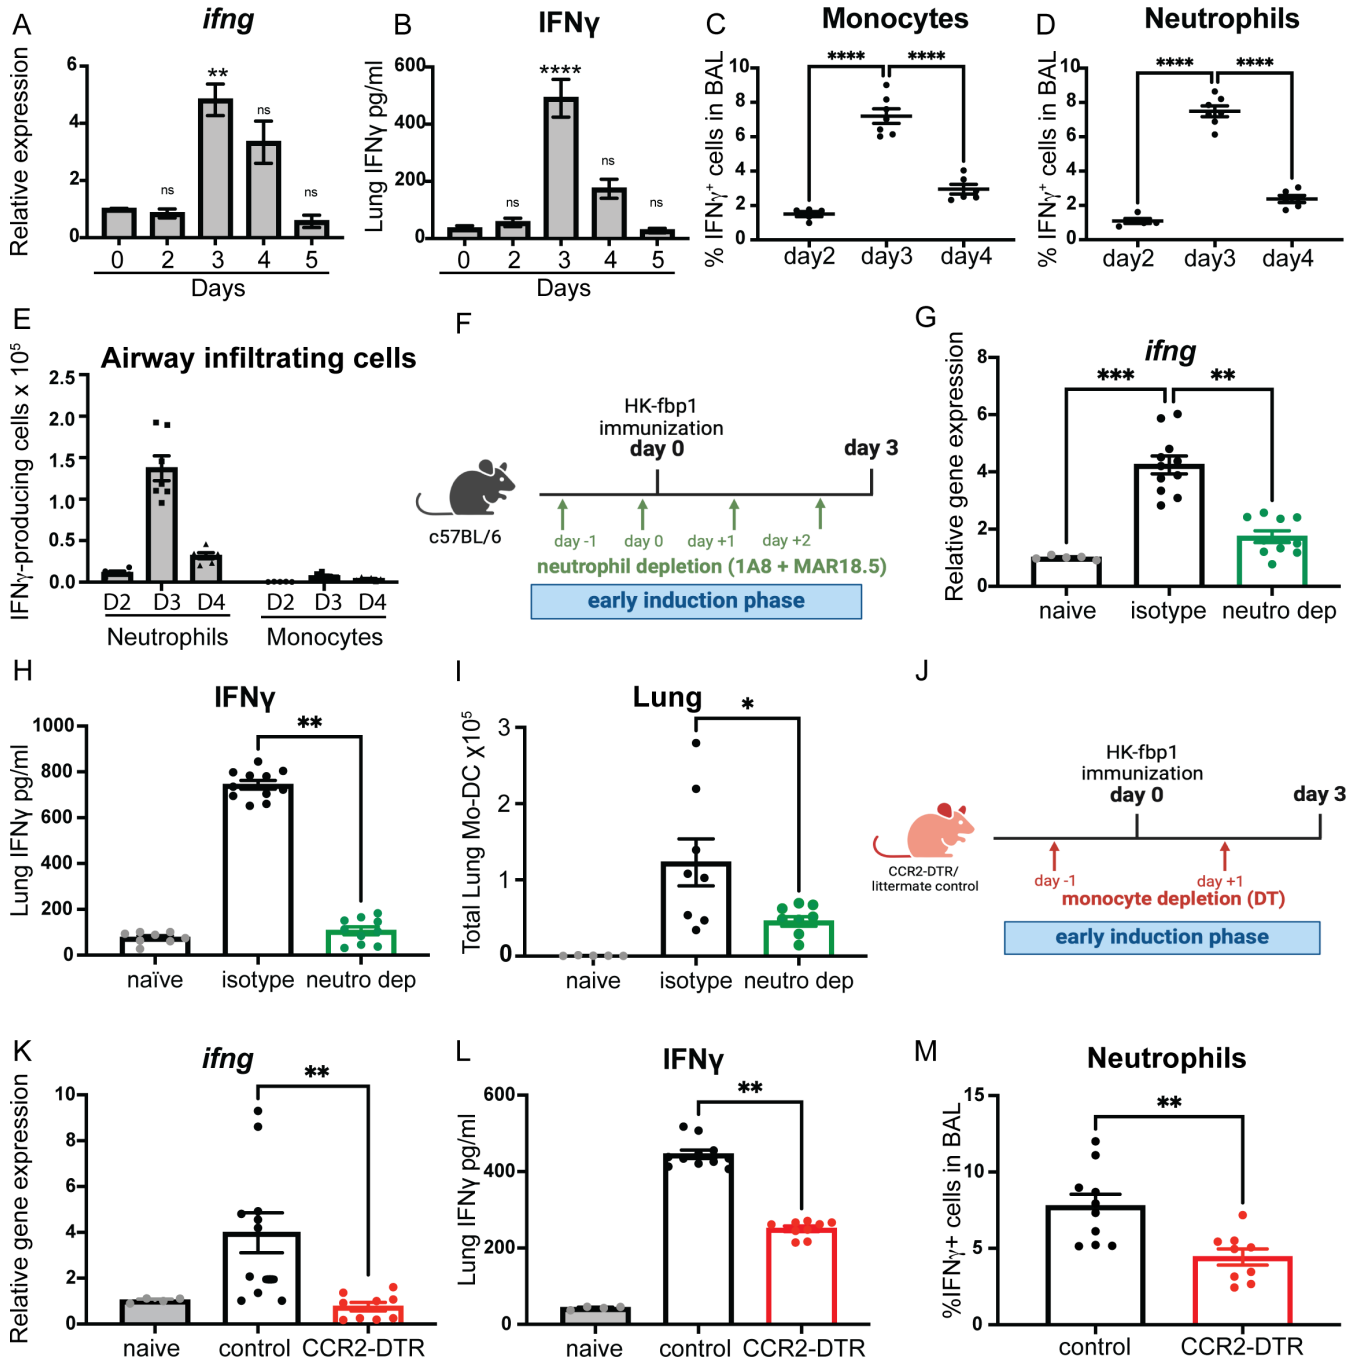 A
ifng
Relative expression
6
4
2
0
**
ns
ns
ns
0 2 3 4 5
Days
B
IFNγ
Lung IFNγ pg/ml
600
400
200
0
****
ns
ns
ns
0 2 3 4 5
Days
C
Monocytes
% IFNγ+ cells in BAL
10
8
6
4
2
0
**** ****
day2 day3 day4
D
Neutrophils
% IFNγ+ cells in BAL
10
8
6
4
2
0
**** ****
day2 day3 day4
E
Airway infiltrating cells
IFNγ-producing cells x 10⁵
2.5
2.0
1.5
1.0
0.5
0.0
D2 D3 D4 D2 D3 D4
Neutrophils Monocytes
F
HK-fbp1
immunization
day 0
day 3
c57BL/6
day -1 day 0 day +1 day +2
neutrophil depletion (1A8 + MAR18.5)
early induction phase
G
ifng
Relative gene expression
8
6
4
2
0
*** **
naive isotype neutro dep
H
IFNγ
Lung IFNγ pg/ml
1000
800
600
400
200
0
**
naïve isotype neutro dep
I
Lung
Total Lung Mo-DC χ10⁵
3
2
1
0
*
naive isotype neutro dep
J
HK-fbp1
immunization
day 0
day 3
CCR2-DTR/
littermate control
day -1 day +1
monocyte depletion (DT)
early induction phase
K
ifng
Relative gene expression
10
8
6
4
2
0
**
naive control CCR2-DTR
L
IFNγ
Lung IFNγ pg/ml
600
400
200
0
**
naive control CCR2-DTR
M
Neutrophils
%IFNγ+ cells in BAL
15
10
5
0
**
control CCR2-DTR